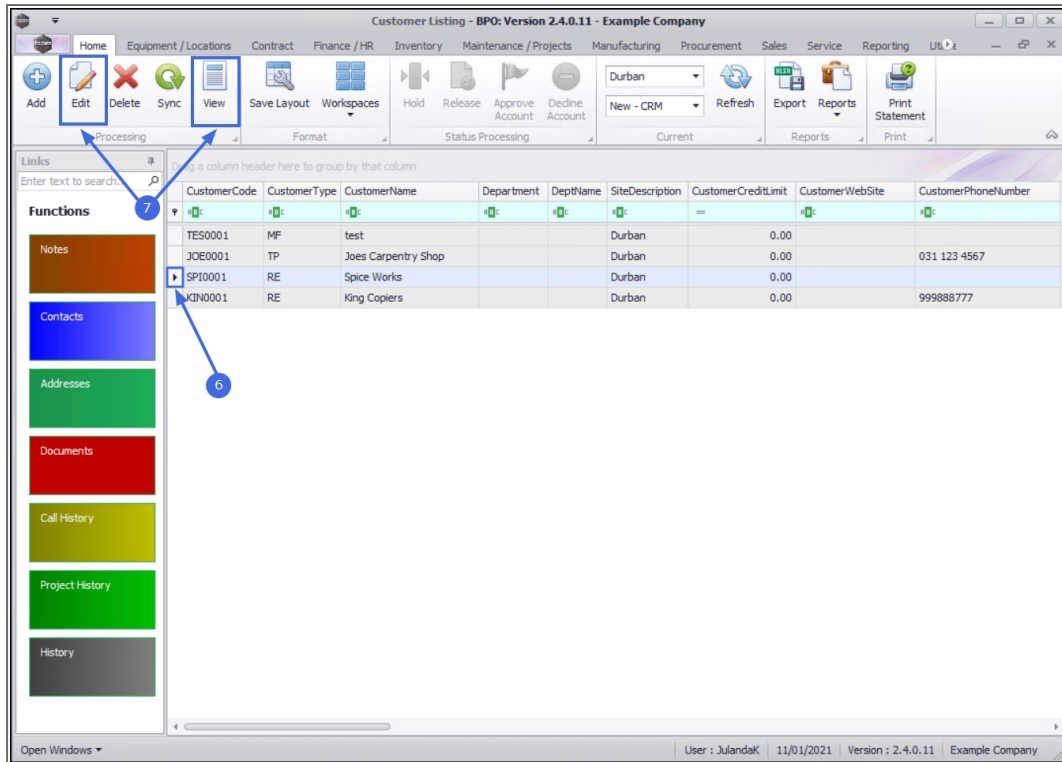 Customer Listing - BPO: Version 2.4.0.11 - Example Company
Home Equipment / Locations Contract Finance / HR Inventory Maintenance / Projects Manufacturing Procurement Sales Service Reporting
Add Edit Delete Sync View Save Layout Workspaces Hold Release Approve Account Decline Account Durban New - CRM Refresh Export Reports Print Statement
Processing Format Status Processing Current Reports Print
Links
Enter text to search...
Drag a column header here to group by that column
CustomerCode CustomerType CustomerName Department DeptName SiteDescription CustomerCreditLimit CustomerWebSite CustomerPhoneNumber
TES0001 MF test Durban 0.00
JOE0001 TP Joes Carpentry Shop Durban 0.00 031 123 4567
SPI0001 RE Spice Works Durban 0.00
KIN0001 RE King Copiers Durban 0.00 999888777
7
6
Functions
Notes
Contacts
Addresses
Documents
Call History
Project History
History
Open Windows User : JulandaK 11/01/2021 Version : 2.4.0.11 Example Company